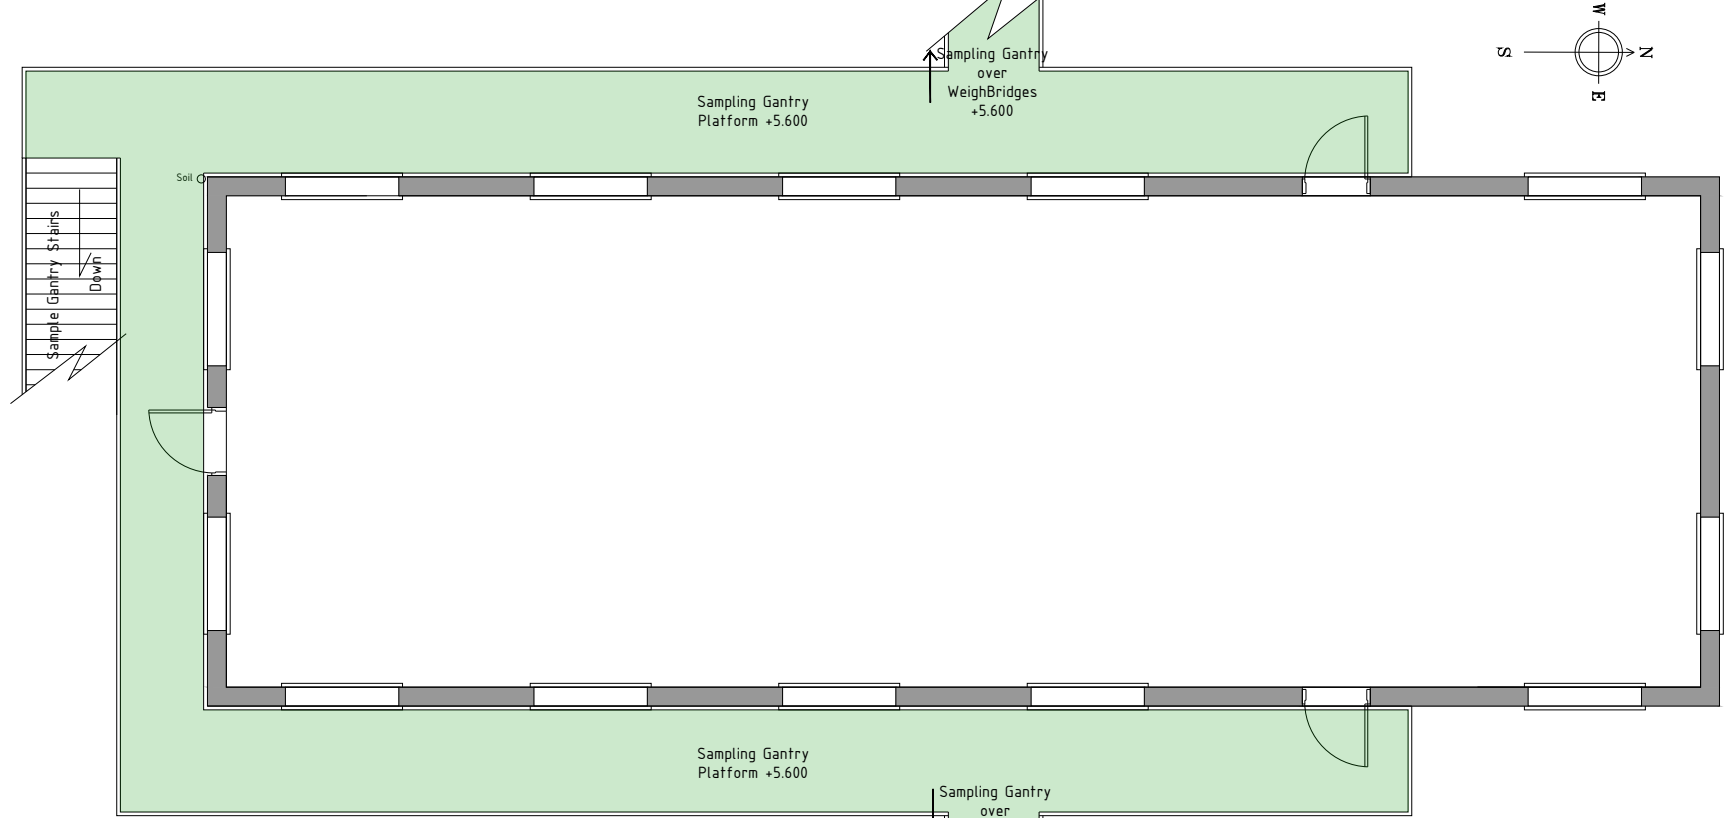 W
S
N
E
Sampling Gantry
over
WeighBridges
+5.600
Sampling Gantry
Platform +5.600
Soil
Sample Gantry Stairs
Down
Sampling Gantry
Platform +5.600
Sampling Gantry
over